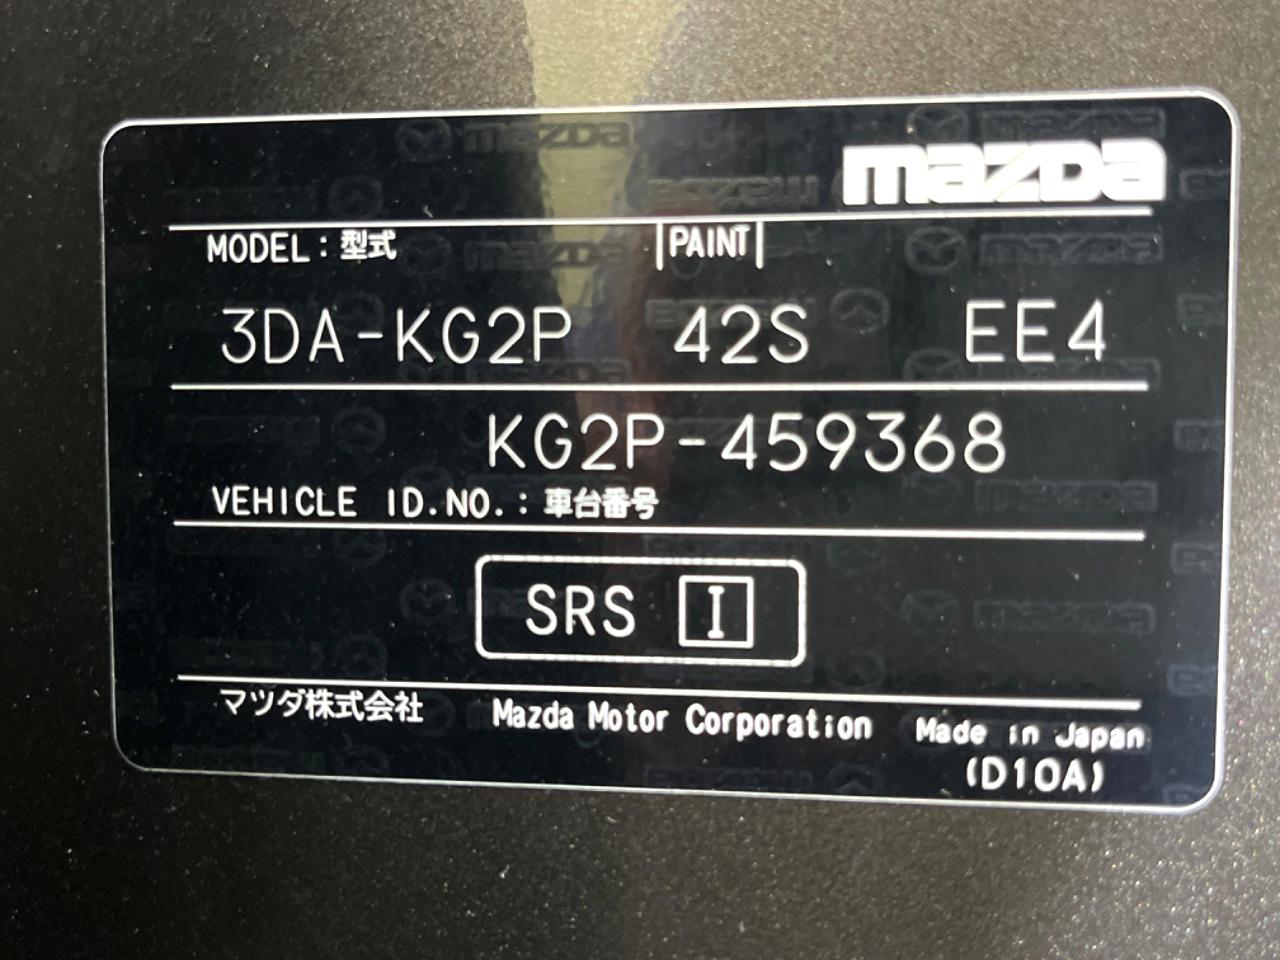 mazda
MODEL：型式 PAINT
3DA-KG2P 42S EE4
KG2P-459368
VEHICLE ID.NO.：車台番号
SRS I
マツダ株式会社 Mazda Motor Corporation Made in Japan
(D10A)